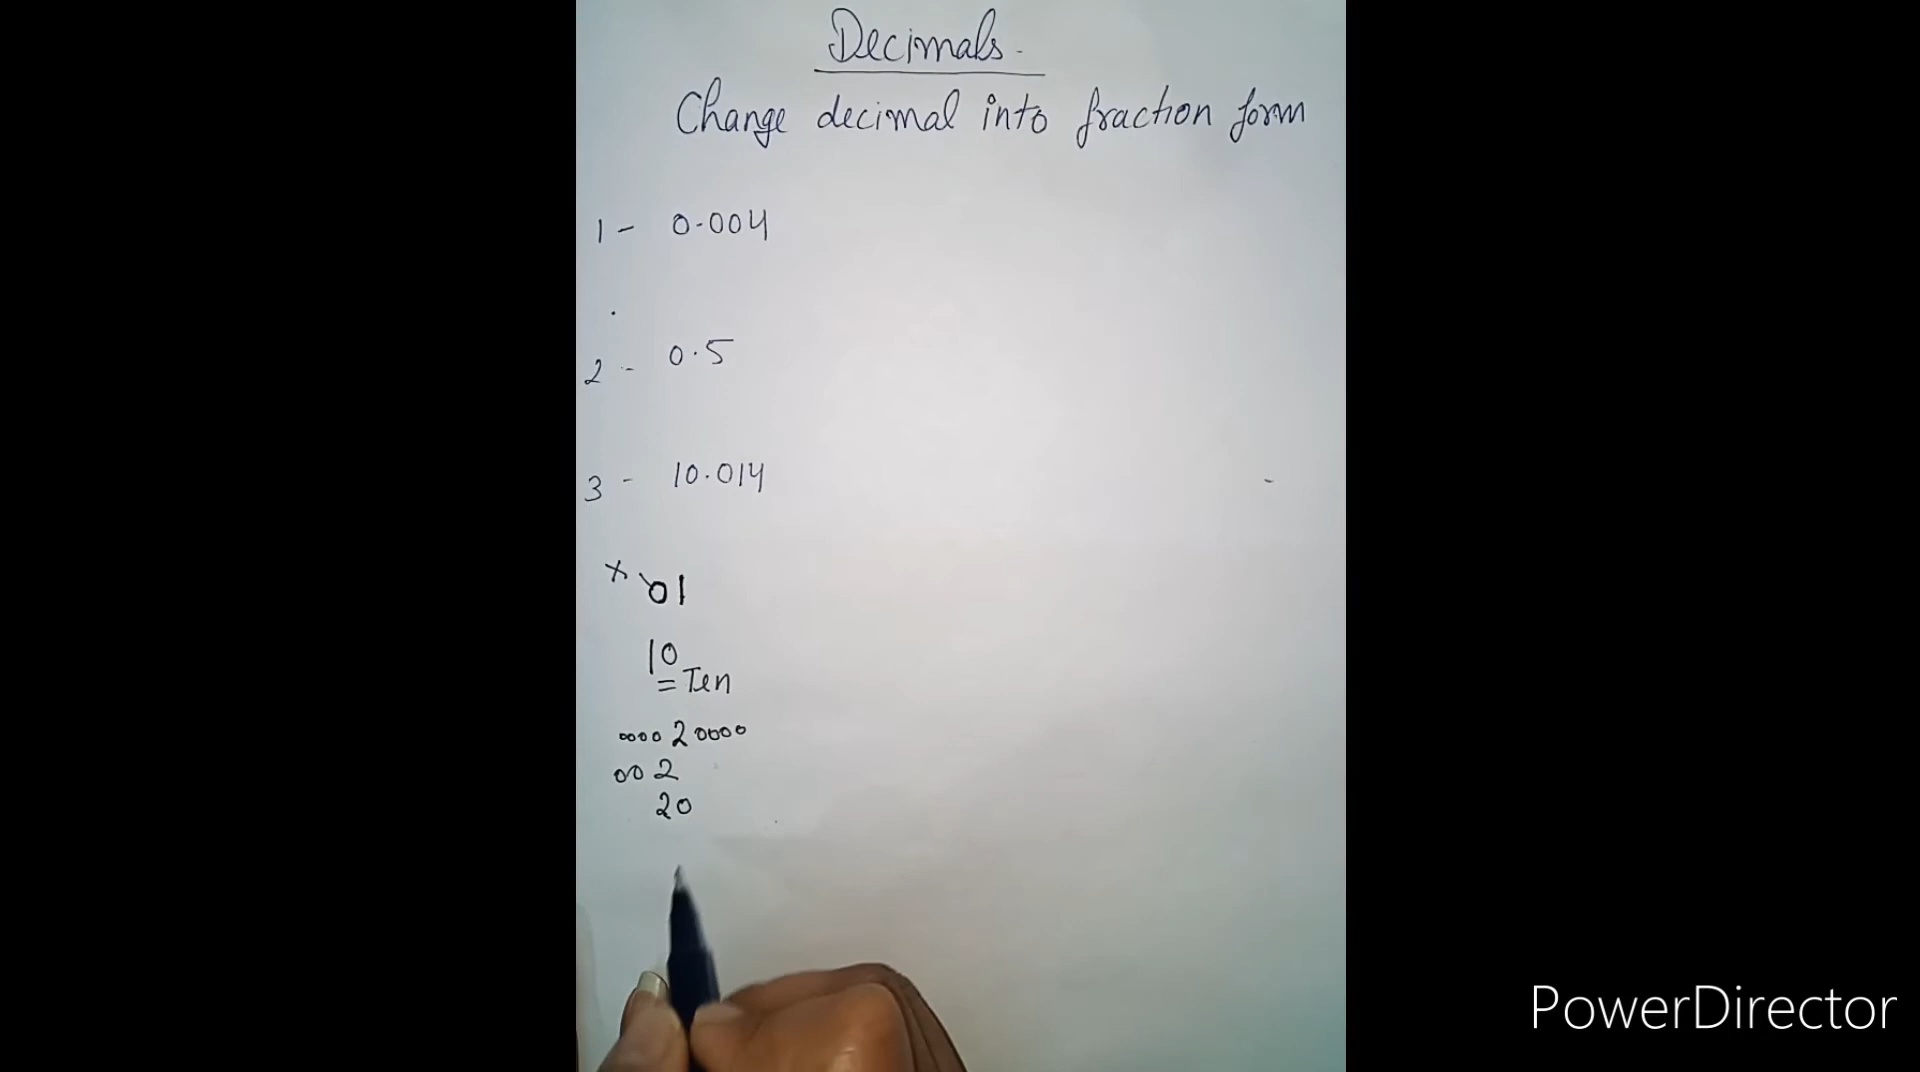 Decimals.
Change decimal into fraction form
1 - 0.004
2 - 0.5
3 - 10.014
x 01
10
= Ten
0000 2 0000
00 2
20
PowerDirector